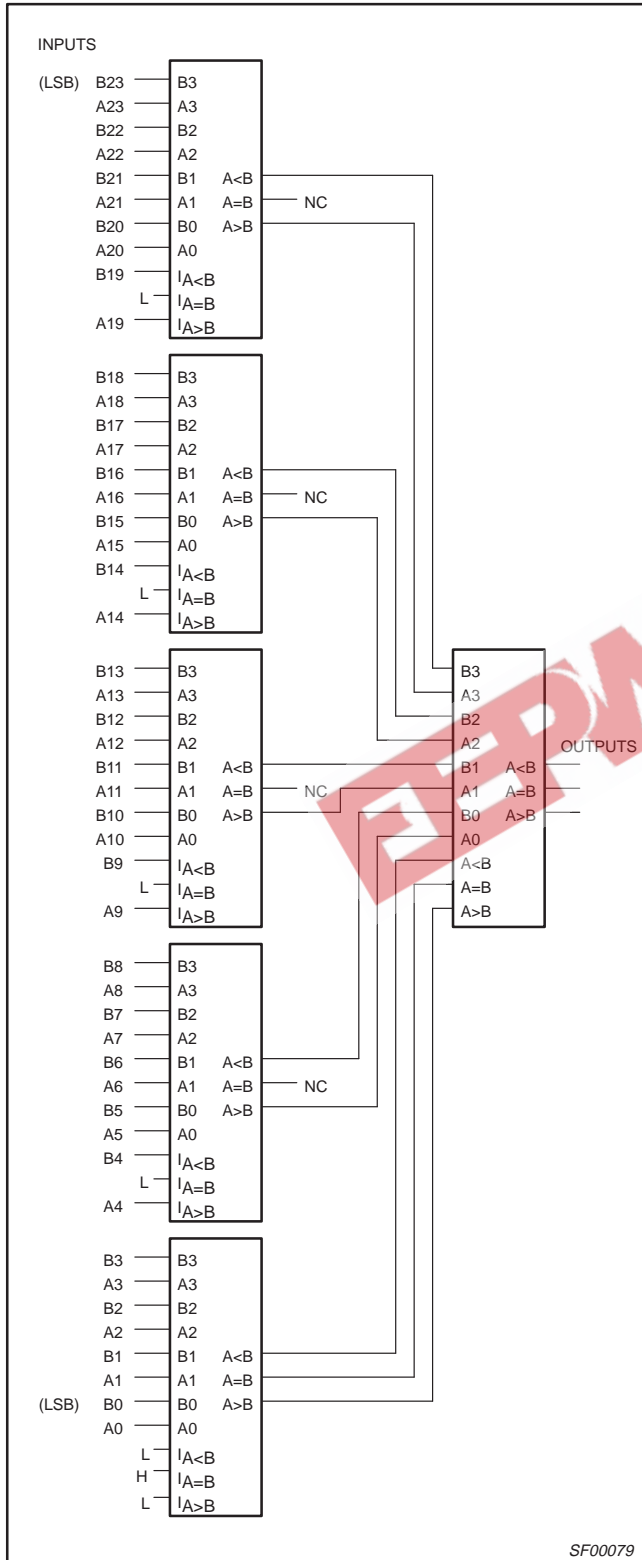 INPUTS
(LSB) B23 B3
A23 A3
B22 B2
A22 A2
B21 B1 A<B
A21 A1 A=B NC
B20 B0 A>B
A20 A0
B19 IA<B
L IA=B
A19 IA>B
B18 B3
A18 A3
B17 B2
A17 A2
B16 B1 A<B
A16 A1 A=B NC
B15 B0 A>B
A15 A0
B14 IA<B
L IA=B
A14 IA>B
B13 B3
A13 A3
B12 B2
A12 A2
B11 B1 A<B
A11 A1 A=B NC
B10 B0 A>B
A10 A0
B9 IA<B
L IA=B
A9 IA>B
B3
A3
B2
A2 OUTPUTS
B1 A<B
A1 A=B
B0 A>B
A0
A<B
A=B
A>B
B8 B3
A8 A3
B7 B2
A7 A2
B6 B1 A<B
A6 A1 A=B NC
B5 B0 A>B
A5 A0
B4 IA<B
L IA=B
A4 IA>B
B3 B3
A3 A3
B2 B2
A2 A2
B1 B1 A<B
A1 A1 A=B
(LSB) B0 B0 A>B
A0 A0
L IA<B
H IA=B
L IA>B
SF00079